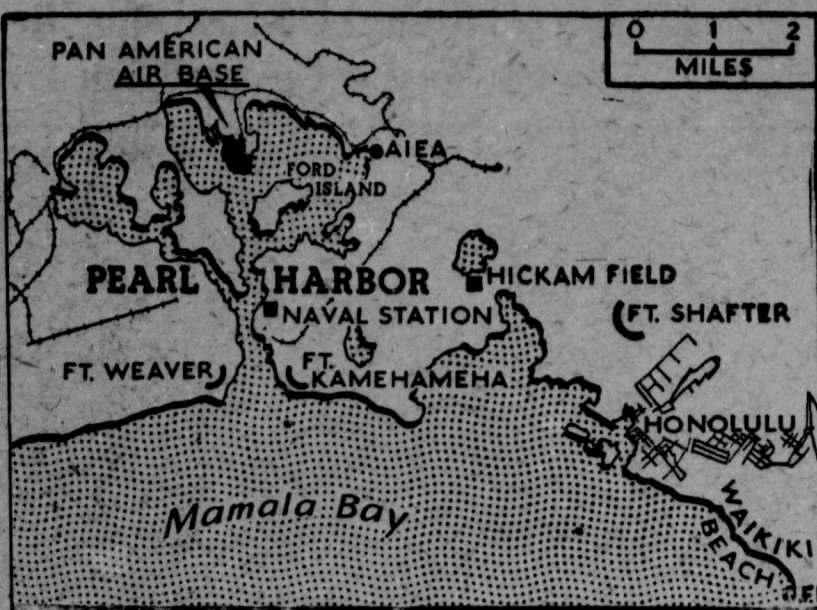 PAN AMERICAN
AIR BASE
0 1 2
MILES
AIEA
FORD
ISLAND
PEARL HARBOR
HICKAM FIELD
NAVAL STATION
FT. SHAFTER
FT. WEAVER
FT.
KAMEHAMEHA
HONOLULU
Mamala Bay
WAIKIKI
BEACH